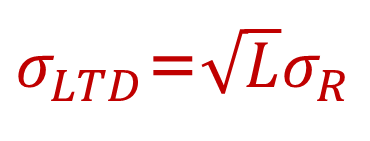 σ_LTD = √L σ_R